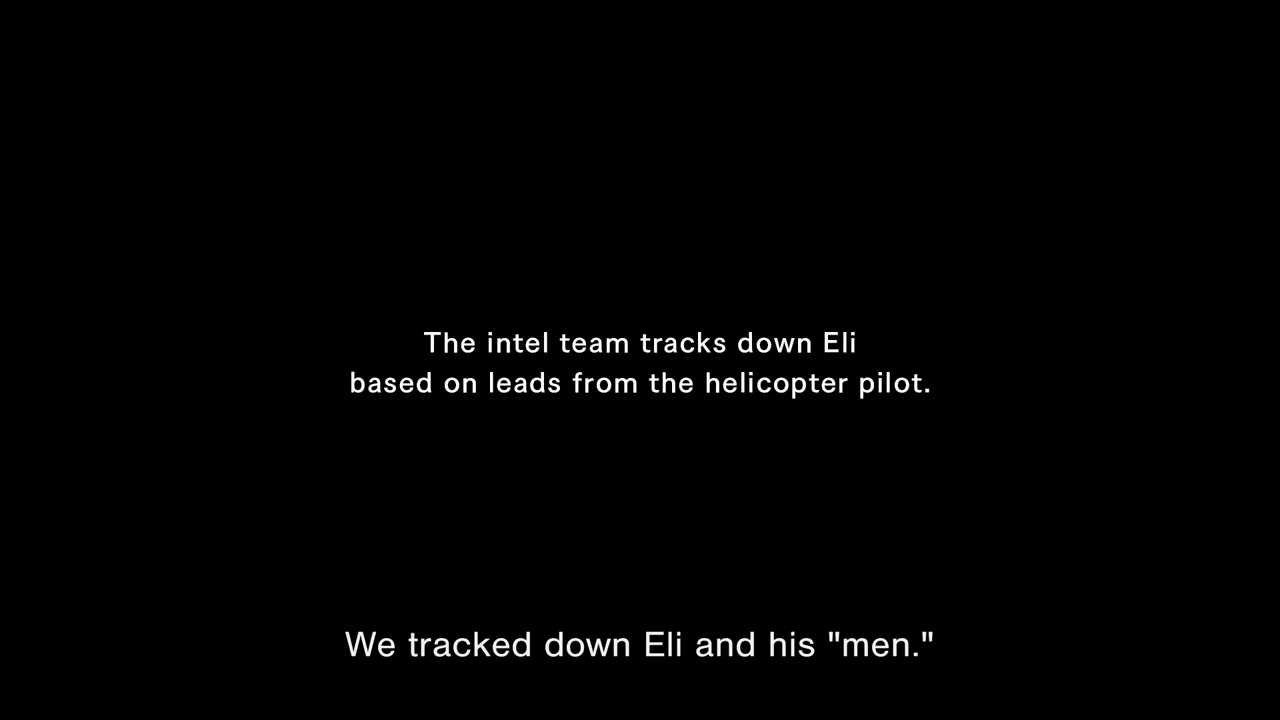 The intel team tracks down Eli
based on leads from the helicopter pilot.
We tracked down Eli and his "men."